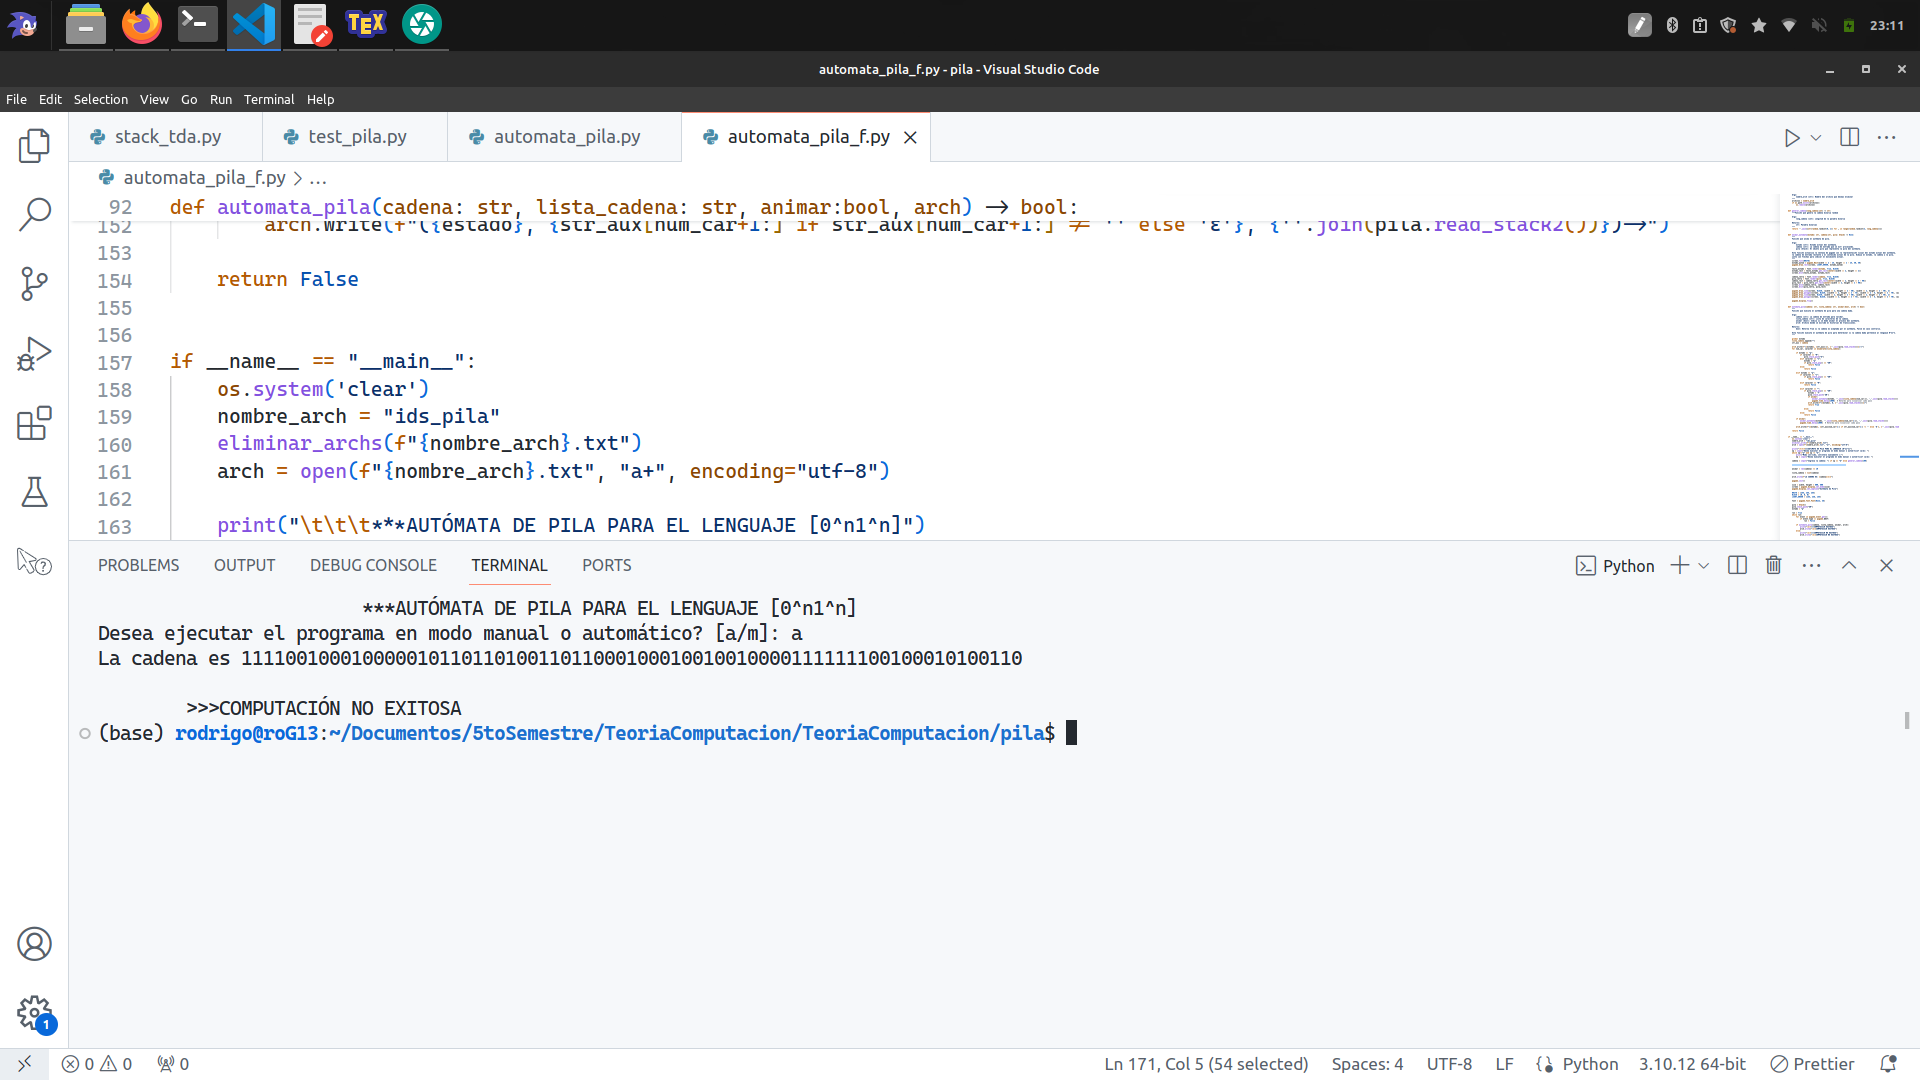 TEX
23:11
automata_pila_f.py - pila - Visual Studio Code
File Edit Selection View Go Run Terminal Help
stack_tda.py test_pila.py automata_pila.py automata_pila_f.py
automata_pila_f.py > ...
92 def automata_pila(cadena: str, lista_cadena: str, animar:bool, arch) -> bool:
152 arch.write(f"({estado}, {str_aux[num_car+1:] if str_aux[num_car+1:] != '' else 'ε'}, {''.join(pila.read_stack2())})->")
153
154 return False
155
156
157 if __name__ == "__main__":
158 os.system('clear')
159 nombre_arch = "ids_pila"
160 eliminar_archs(f"{nombre_arch}.txt")
161 arch = open(f"{nombre_arch}.txt", "a+", encoding="utf-8")
162
163 print("\t\t\t***AUTÓMATA DE PILA PARA EL LENGUAJE [0^n1^n]")
PROBLEMS OUTPUT DEBUG CONSOLE TERMINAL PORTS
Python
***AUTÓMATA DE PILA PARA EL LENGUAJE [0^n1^n]
Desea ejecutar el programa en modo manual o automático? [a/m]: a
La cadena es 1111001000100000101101101001101100010001001001000011111110010001010​0110
>>>COMPUTACIÓN NO EXITOSA
(base) rodrigo@roG13:~/Documentos/5toSemestre/TeoriaComputacion/TeoriaComputacion/pila$
1
0 0 0
Ln 171, Col 5 (54 selected) Spaces: 4 UTF-8 LF Python 3.10.12 64-bit Prettier